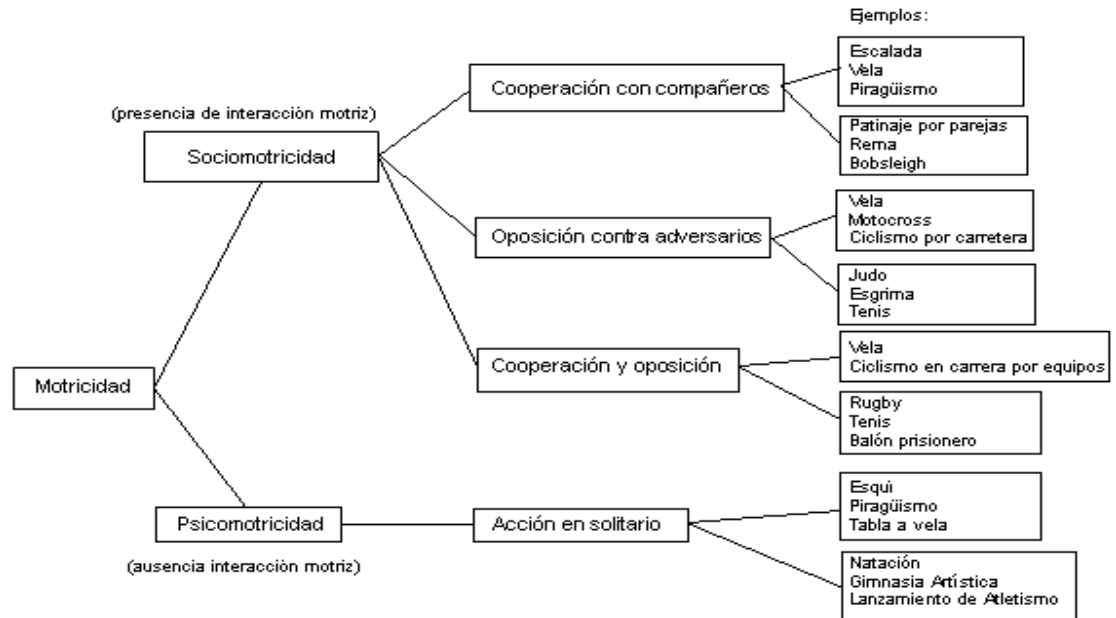 Ejemplos:
Escalada
Vela
Piragüismo
Cooperación con compañeros
(presencia de interacción motriz)
Patinaje por parejas
Rema
Bobsleigh
Sociomotricidad
Vela
Motocross
Ciclismo por carretera
Oposición contra adversarios
Judo
Esgrima
Tenis
Vela
Ciclismo en carrera por equipos
Cooperación y oposición
Motricidad
Rugby
Tenis
Balón prisionero
Esquì
Piragüismo
Tabla a vela
Psicomotricidad
Acción en solitario
(ausencia interacción motriz)
Natación
Gimnasia Artística
Lanzamiento de Atletismo